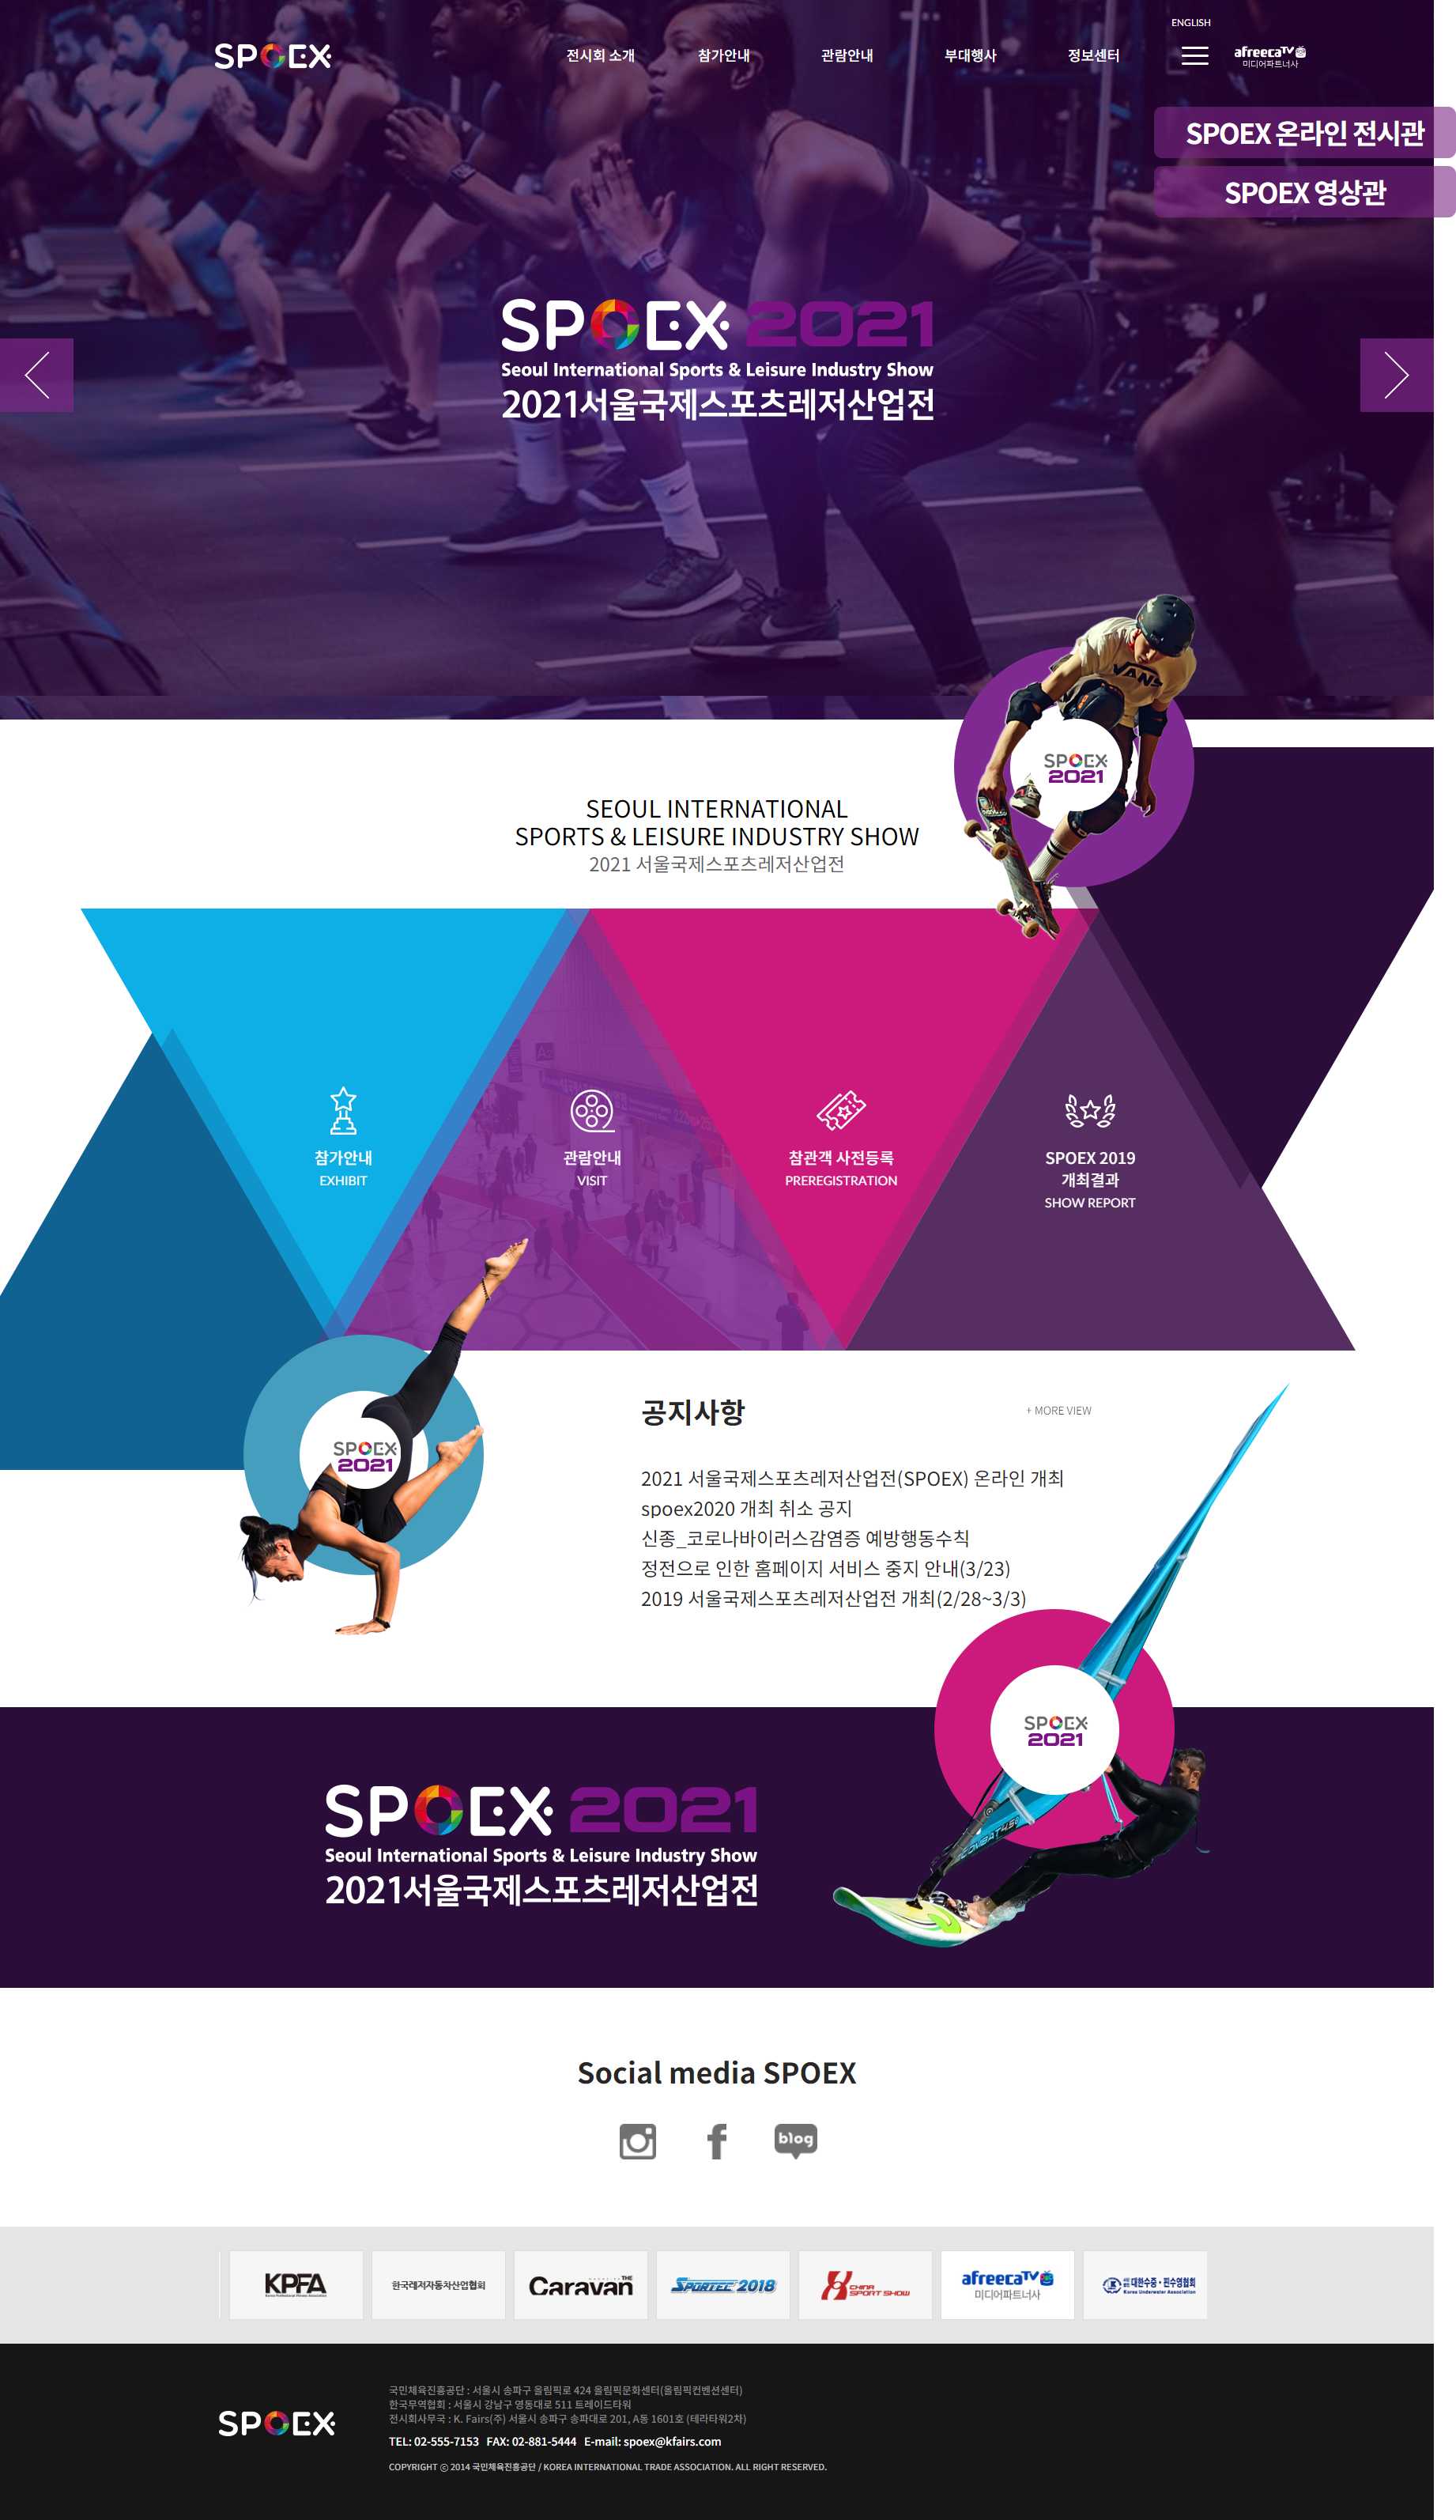 ENGLISH
SPOEX
전시회 소개
참가안내
관람안내
부대행사
정보센터
afreecaTV
미디어파트너사
SPOEX 온라인 전시관
SPOEX 영상관
SPOEX 2021
Seoul International Sports & Leisure Industry Show
2021서울국제스포츠레저산업전
VANS
SPOEX
2021
SEOUL INTERNATIONAL
SPORTS & LEISURE INDUSTRY SHOW
2021 서울국제스포츠레저산업전
참가안내
EXHIBIT
관람안내
VISIT
참관객 사전등록
PREREGISTRATION
SPOEX 2019
개최결과
SHOW REPORT
SPOEX
2021
공지사항
+ MORE VIEW
2021 서울국제스포츠레저산업전(SPOEX) 온라인 개최
spoex2020 개최 취소 공지
신종_코로나바이러스감염증 예방행동수칙
정전으로 인한 홈페이지 서비스 중지 안내(3/23)
2019 서울국제스포츠레저산업전 개최(2/28~3/3)
SPOEX
2021
COMBAT
SPOEX 2021
Seoul International Sports & Leisure Industry Show
2021서울국제스포츠레저산업전
Social media SPOEX
blog
KPFA
한국레저자동차산업협회
THE
Caravan
SPORTEC 2018
CHINA
SPORT SHOW
afreecaTV
미디어파트너사
대한수중·핀수영협회
Korea Underwater Association
SPOEX
국민체육진흥공단 : 서울시 송파구 올림픽로 424 올림픽문화센터(올림픽컨벤션센터)
한국무역협회 : 서울시 강남구 영동대로 511 트레이드타워
전시회사무국 : K. Fairs(주) 서울시 송파구 송파대로 201, A동 1601호 (테라타워2차)
TEL: 02-555-7153 FAX: 02-881-5444 E-mail: spoex@kfairs.com
COPYRIGHT ⓒ 2014 국민체육진흥공단 / KOREA INTERNATIONAL TRADE ASSOCIATION. ALL RIGHT RESERVED.